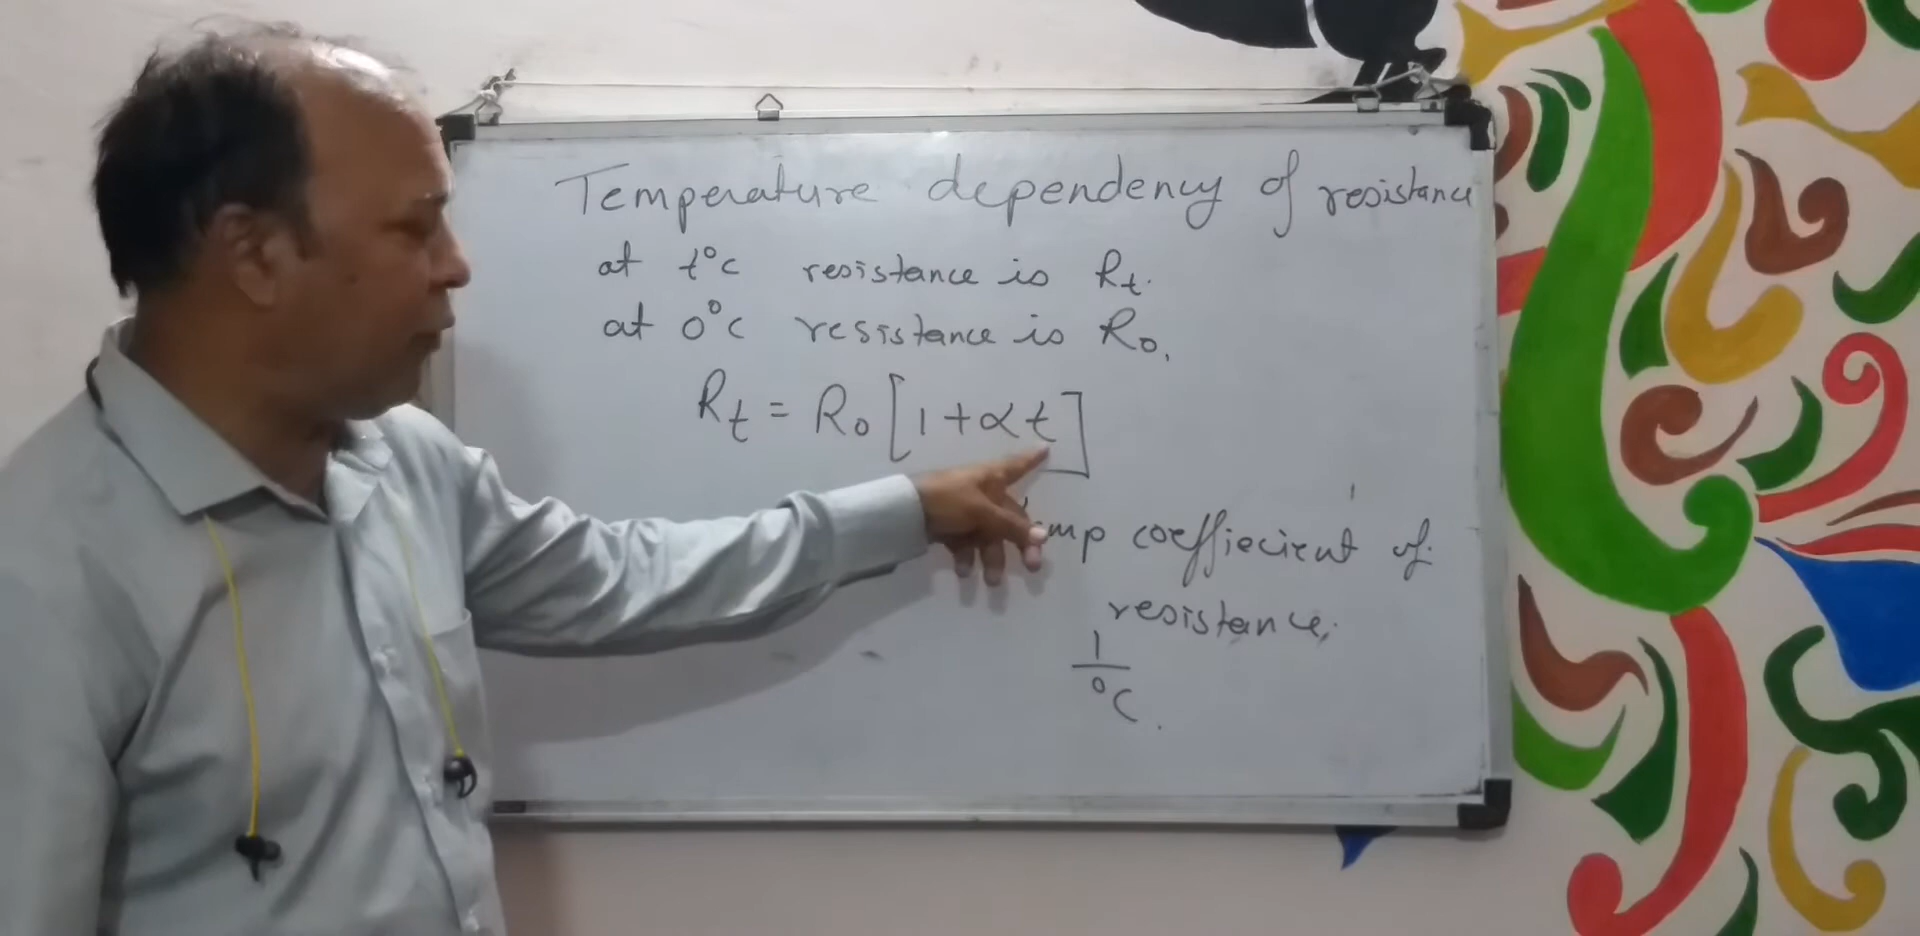 Temperature dependency of resistance
at t°C resistance is Rt.
at 0°C resistance is R0.
Rt = R0 [1+αt]
coeffiecient of
resistance.
1/°C.